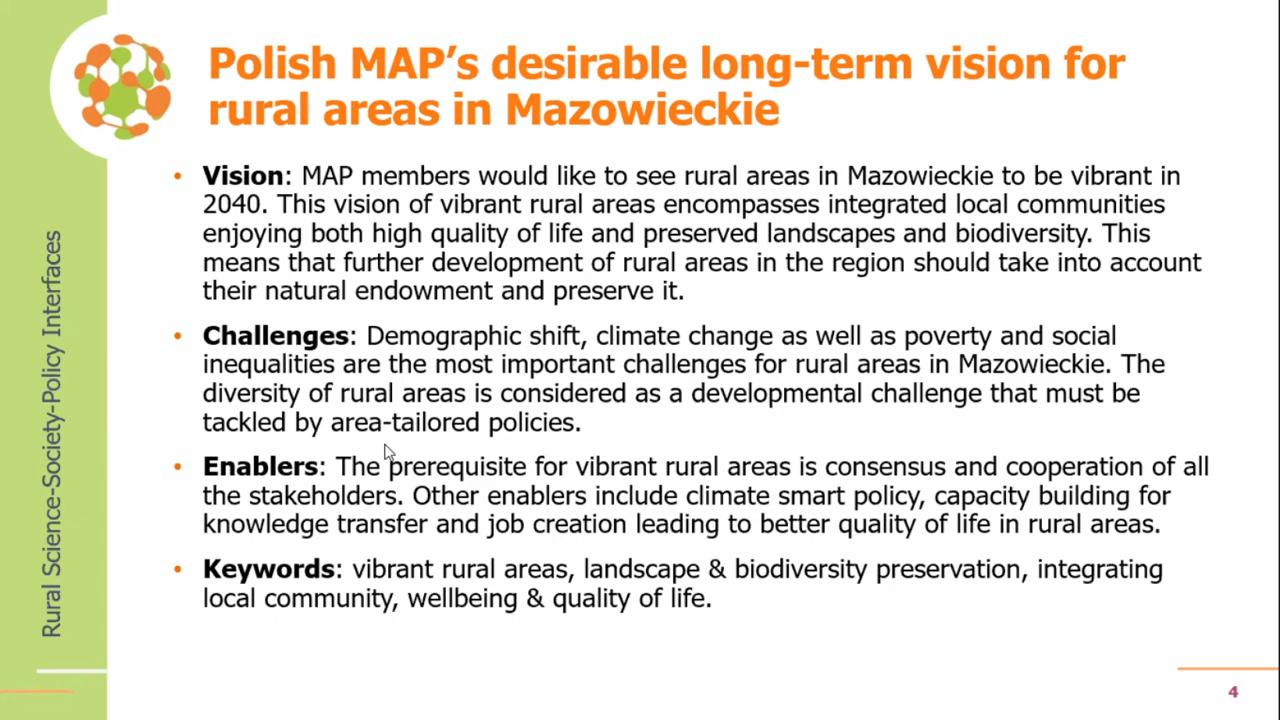 Polish MAP’s desirable long-term vision for
rural areas in Mazowieckie
• Vision: MAP members would like to see rural areas in Mazowieckie to be vibrant in
2040. This vision of vibrant rural areas encompasses integrated local communities
enjoying both high quality of life and preserved landscapes and biodiversity. This
means that further development of rural areas in the region should take into account
their natural endowment and preserve it.
• Challenges: Demographic shift, climate change as well as poverty and social
inequalities are the most important challenges for rural areas in Mazowieckie. The
diversity of rural areas is considered as a developmental challenge that must be
tackled by area-tailored policies.
• Enablers: The prerequisite for vibrant rural areas is consensus and cooperation of all
the stakeholders. Other enablers include climate smart policy, capacity building for
knowledge transfer and job creation leading to better quality of life in rural areas.
• Keywords: vibrant rural areas, landscape & biodiversity preservation, integrating
local community, wellbeing & quality of life.
Rural Science-Society-Policy Interfaces
4